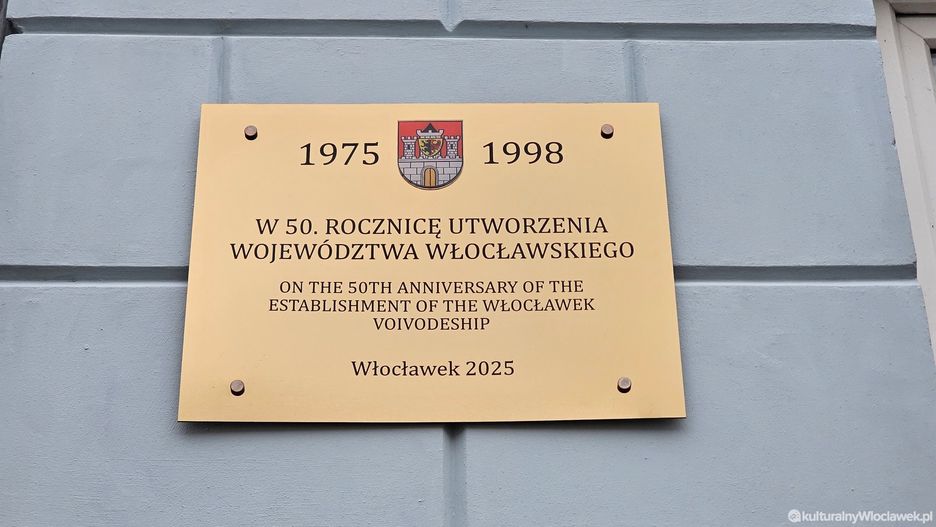 1975 1998
W 50. ROCZNICĘ UTWORZENIA
WOJEWÓDZTWA WŁOCŁAWSKIEGO
ON THE 50TH ANNIVERSARY OF THE
ESTABLISHMENT OF THE WŁOCŁAWEK
VOIVODESHIP
Włocławek 2025
kulturalnyWloclawek.pl